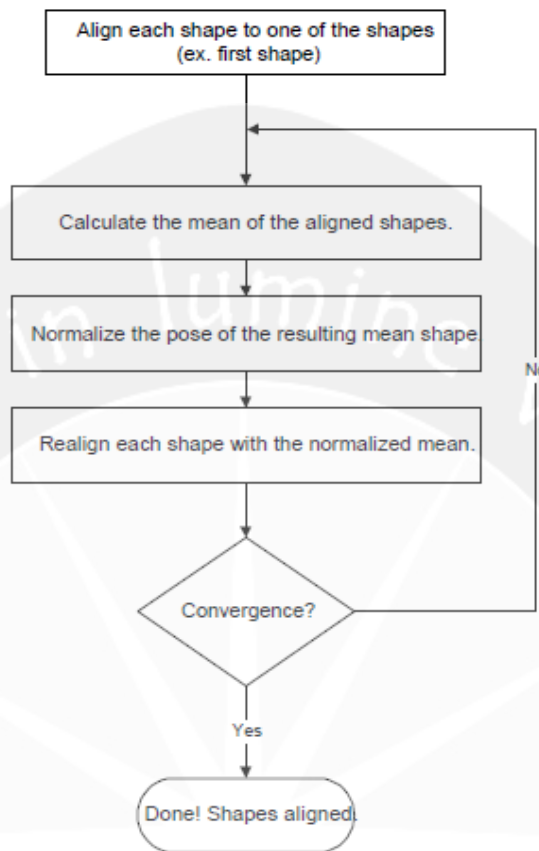 Align each shape to one of the shapes
(ex. first shape)
Calculate the mean of the aligned shapes.
in lumine
Normalize the pose of the resulting mean shape.
Realign each shape with the normalized mean.
Convergence?
Yes
Done! Shapes aligned.